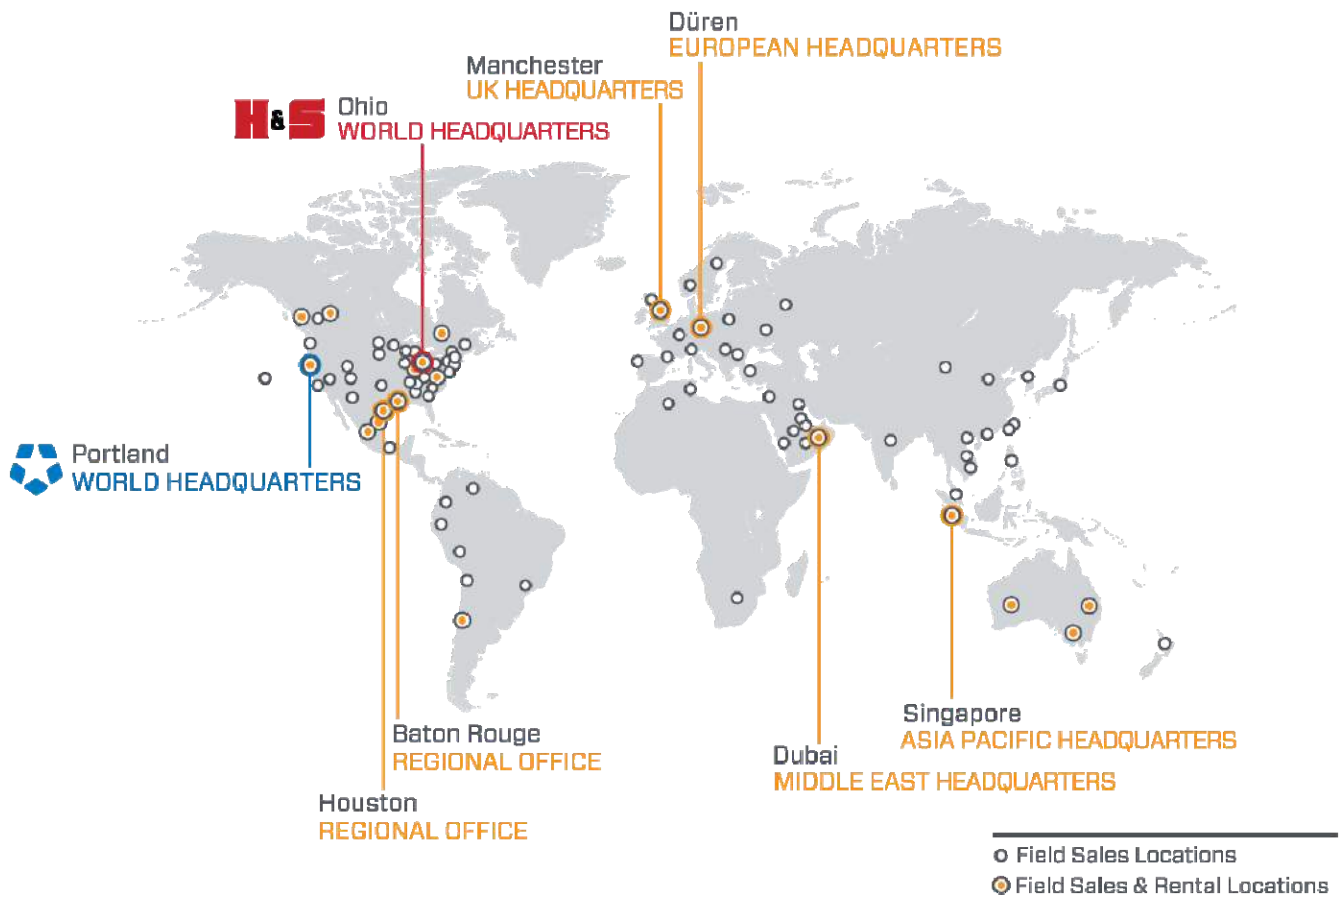 Düren
EUROPEAN HEADQUARTERS
Manchester
UK HEADQUARTERS
H&S
Ohio
WORLD HEADQUARTERS
Portland
WORLD HEADQUARTERS
Baton Rouge
REGIONAL OFFICE
Houston
REGIONAL OFFICE
Singapore
ASIA PACIFIC HEADQUARTERS
Dubai
MIDDLE EAST HEADQUARTERS
Field Sales Locations
Field Sales & Rental Locations